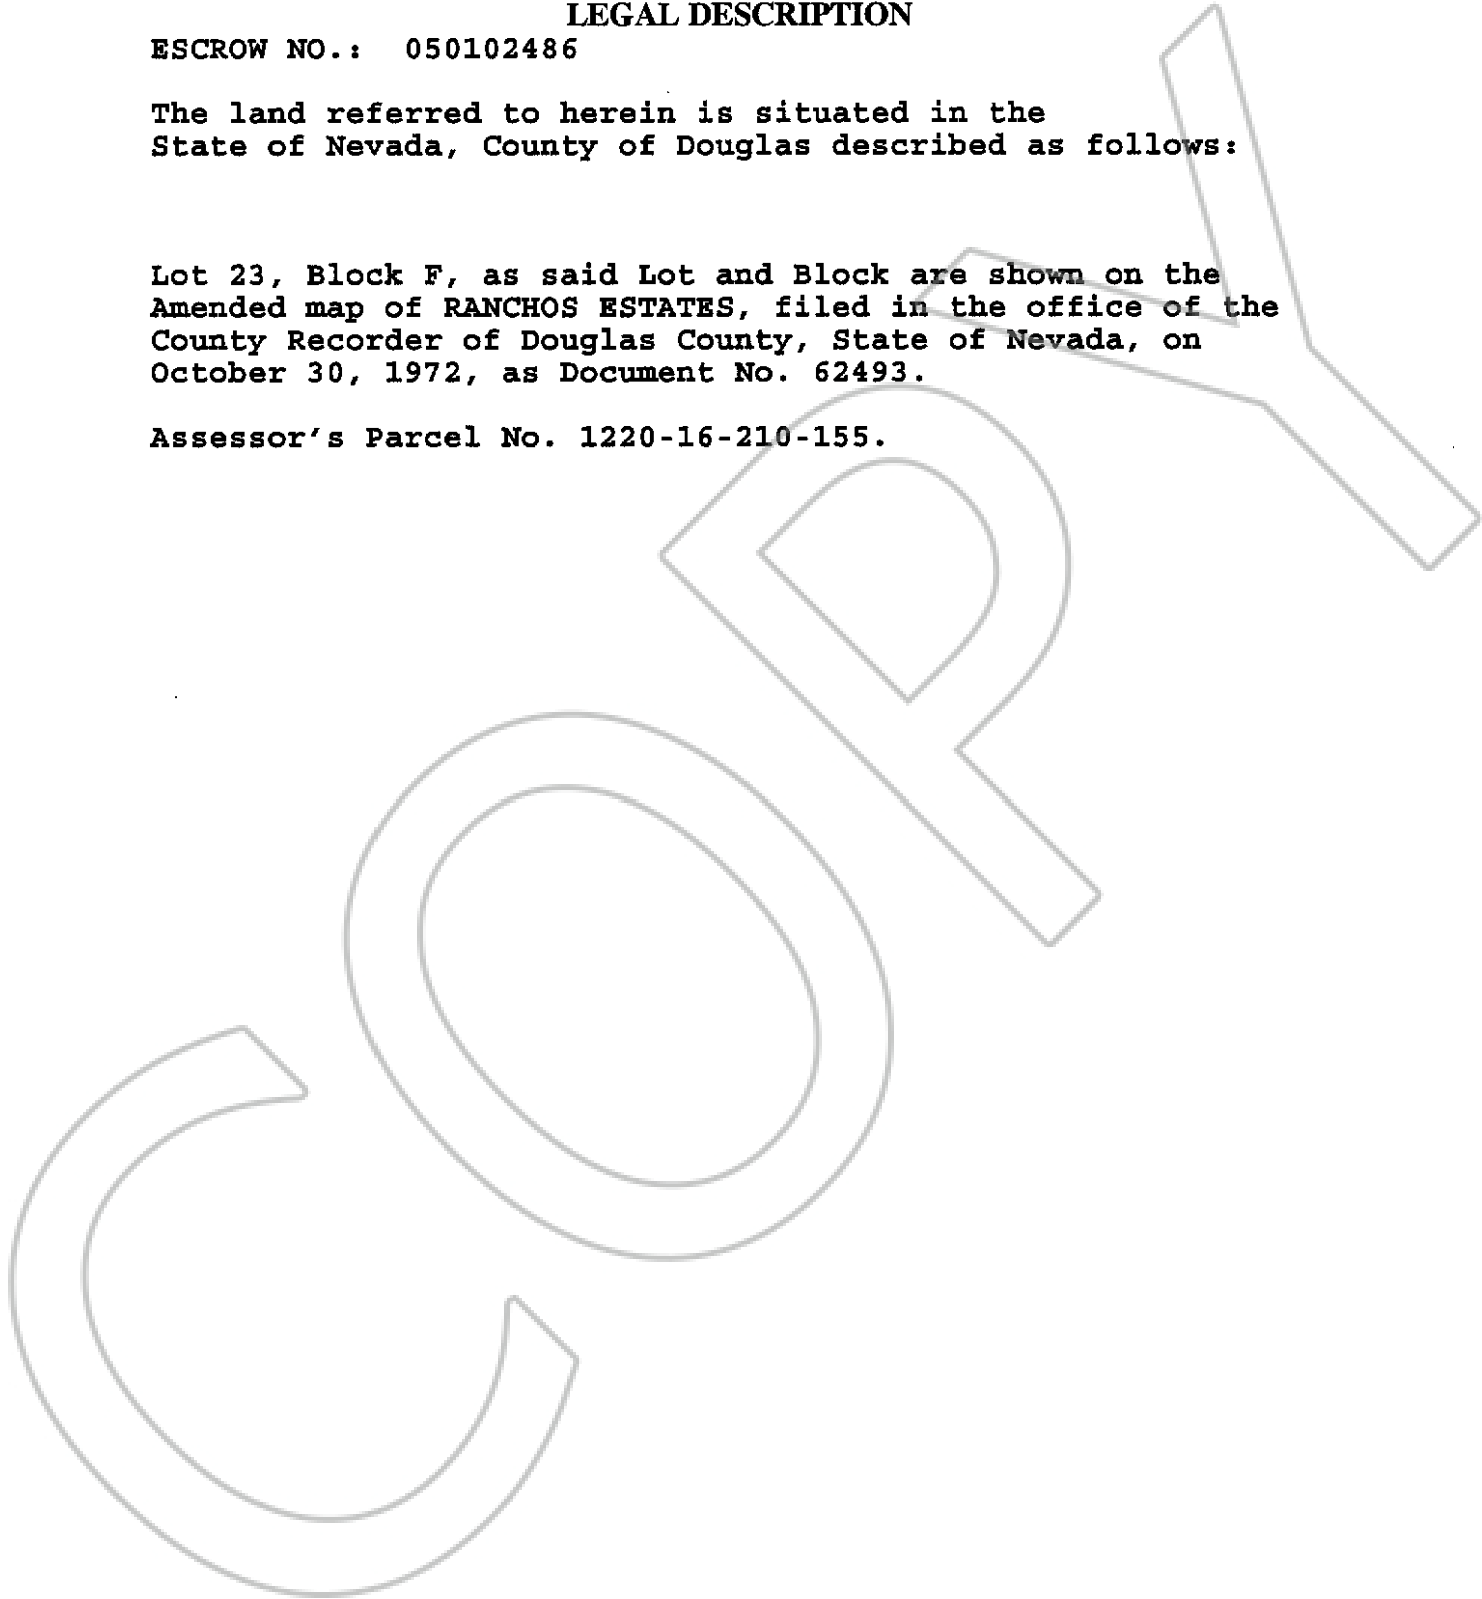 LEGAL DESCRIPTION
ESCROW NO.: 050102486
The land referred to herein is situated in the
State of Nevada, County of Douglas described as follows:
Lot 23, Block F, as said Lot and Block are shown on the
Amended map of RANCHOS ESTATES, filed in the office of the
County Recorder of Douglas County, State of Nevada, on
October 30, 1972, as Document No. 62493.
Assessor's Parcel No. 1220-16-210-155.
COPY